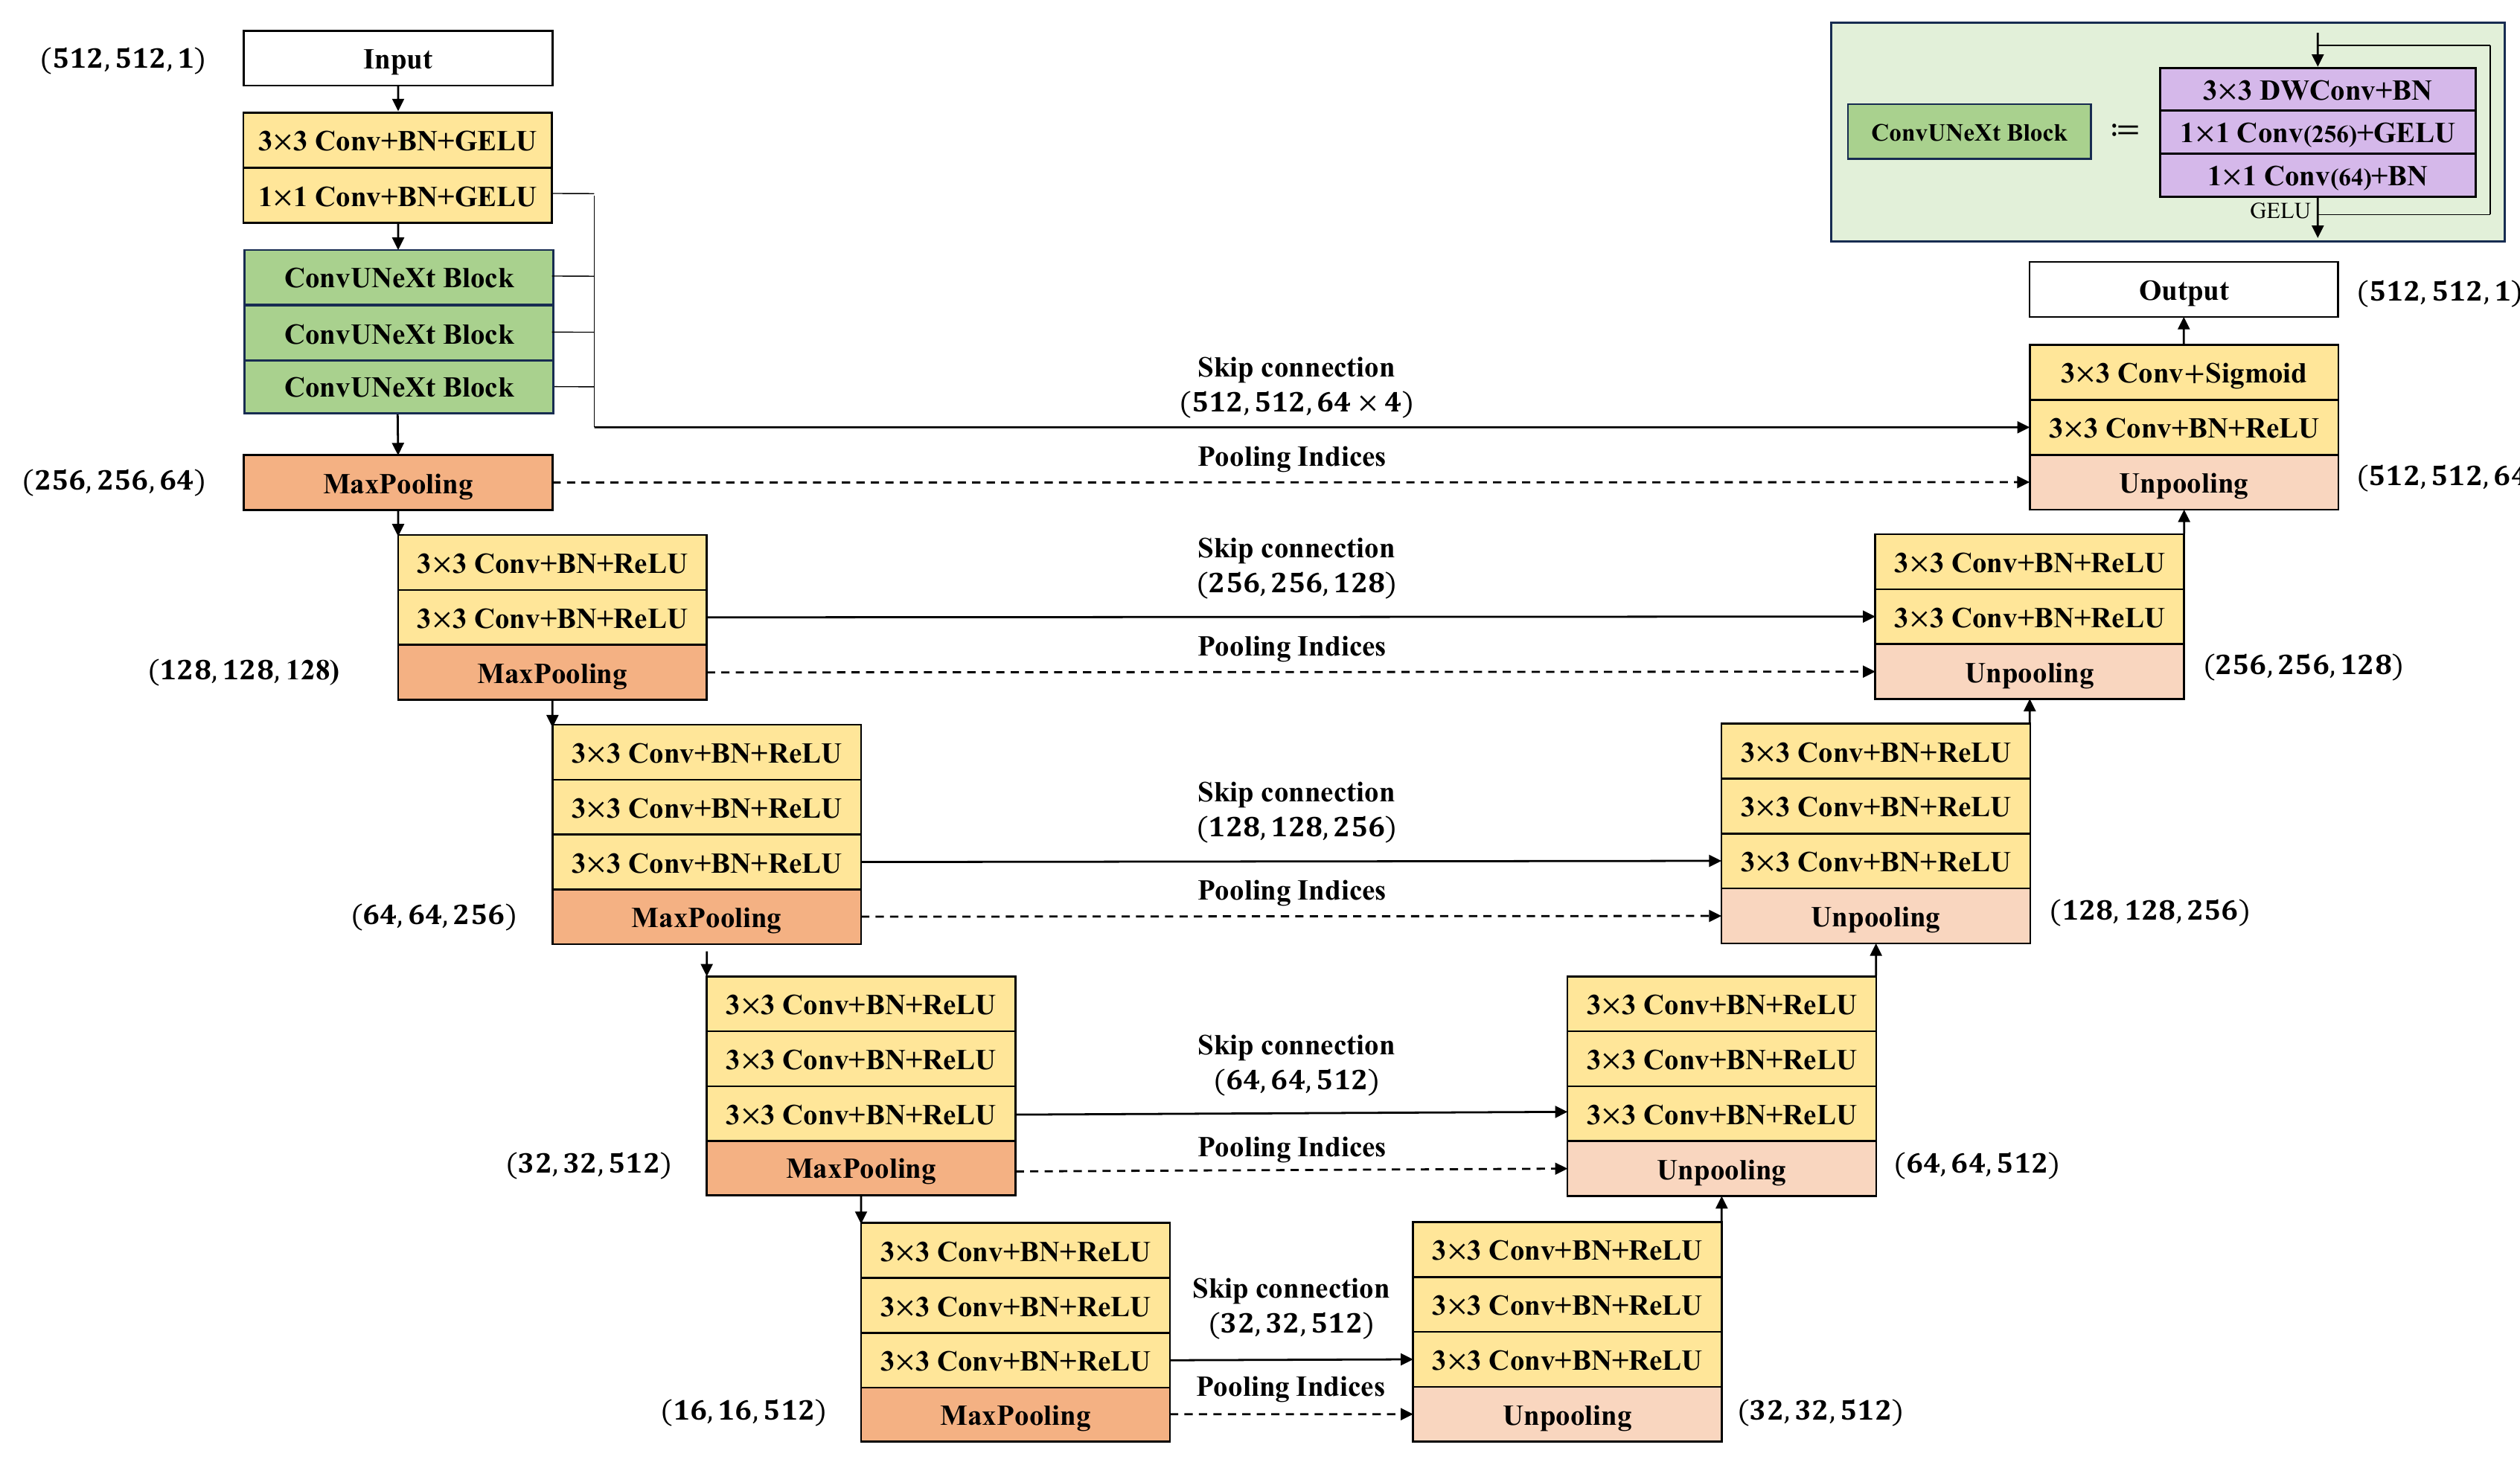 (512, 512, 1)
Input
3×3 Conv+BN+GELU
1×1 Conv+BN+GELU
ConvUNeXt Block
ConvUNeXt Block
ConvUNeXt Block
(256, 256, 64)
MaxPooling
3×3 Conv+BN+ReLU
3×3 Conv+BN+ReLU
(128, 128, 128)
MaxPooling
3×3 Conv+BN+ReLU
3×3 Conv+BN+ReLU
3×3 Conv+BN+ReLU
(64, 64, 256)
MaxPooling
3×3 Conv+BN+ReLU
3×3 Conv+BN+ReLU
3×3 Conv+BN+ReLU
(32, 32, 512)
MaxPooling
3×3 Conv+BN+ReLU
3×3 Conv+BN+ReLU
3×3 Conv+BN+ReLU
(16, 16, 512)
MaxPooling
Skip connection
(512, 512, 64 × 4)
Pooling Indices
Skip connection
(256, 256, 128)
Pooling Indices
Skip connection
(128, 128, 256)
Pooling Indices
Skip connection
(64, 64, 512)
Pooling Indices
Skip connection
(32, 32, 512)
Pooling Indices
ConvUNeXt Block
:=
3×3 DWConv+BN
1×1 Conv(256)+GELU
1×1 Conv(64)+BN
GELU
Output
(512, 512, 1)
3×3 Conv+Sigmoid
3×3 Conv+BN+ReLU
Unpooling
(512, 512, 64
3×3 Conv+BN+ReLU
3×3 Conv+BN+ReLU
Unpooling
(256, 256, 128)
3×3 Conv+BN+ReLU
3×3 Conv+BN+ReLU
3×3 Conv+BN+ReLU
Unpooling
(128, 128, 256)
3×3 Conv+BN+ReLU
3×3 Conv+BN+ReLU
3×3 Conv+BN+ReLU
Unpooling
(64, 64, 512)
3×3 Conv+BN+ReLU
3×3 Conv+BN+ReLU
3×3 Conv+BN+ReLU
Unpooling
(32, 32, 512)